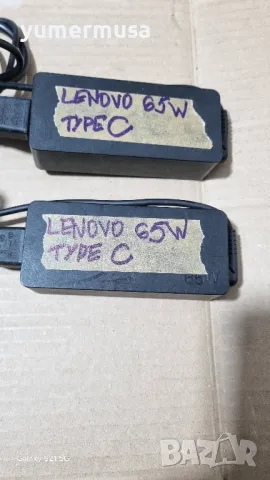 yumermusa
LENOVO 65W
TYPE C
LENOVO 65W
TYPE C
65W
BAZAR